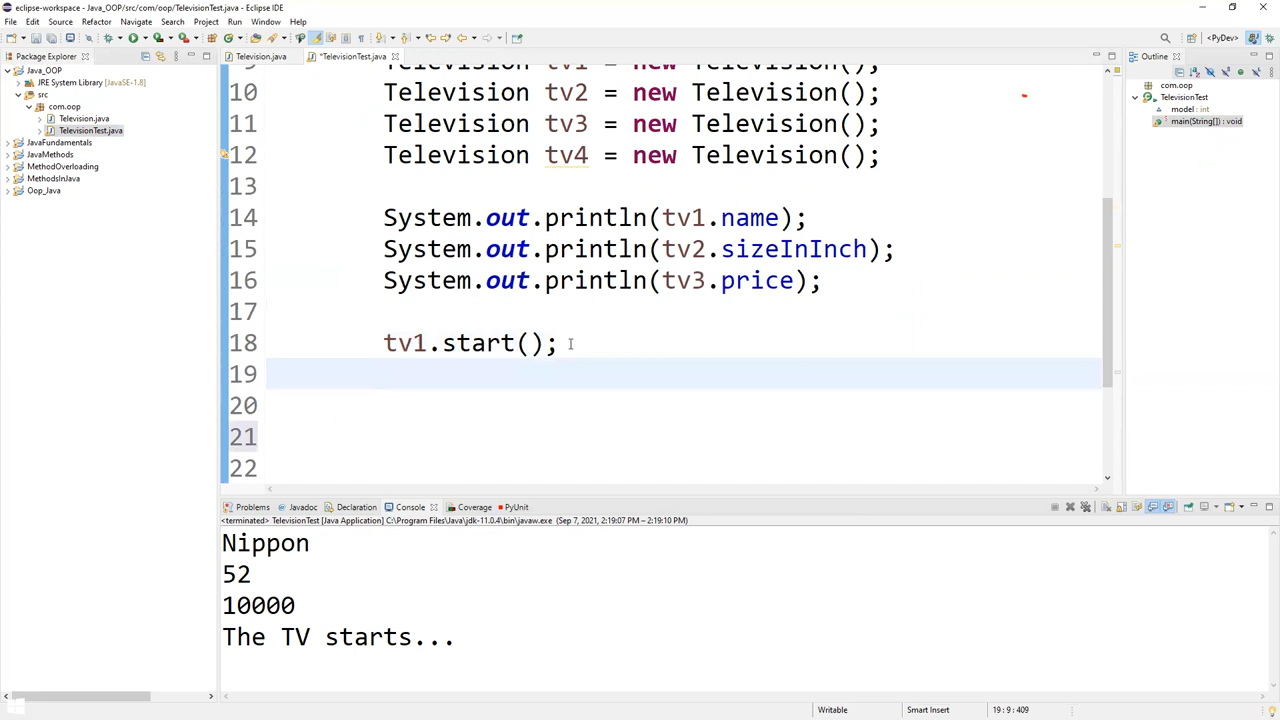 eclipse-workspace - Java_OOP/src/com/oop/TelevisionTest.java - Eclipse IDE
File Edit Source Refactor Navigate Search Project Run Window Help
<PyDev>
Package Explorer
Java_OOP
JRE System Library [JavaSE-1.8]
src
com.oop
Television.java
TelevisionTest.java
JavaFundamentals
JavaMethods
MethodOverloading
MethodsInJava
Oop_Java
Television.java *TelevisionTest.java
9 Television tv1 = new Television();
10 Television tv2 = new Television();
11 Television tv3 = new Television();
12 Television tv4 = new Television();
13
14 System.out.println(tv1.name);
15 System.out.println(tv2.sizeInInch);
16 System.out.println(tv3.price);
17
18 tv1.start();
19
20
21
22
Outline
com.oop
TelevisionTest
model : int
main(String[]) : void
Problems Javadoc Declaration Console Coverage PyUnit
<terminated> TelevisionTest [Java Application] C:\Program Files\Java\jdk-11.0.4\bin\javaw.exe (Sep 7, 2021, 2:19:07 PM – 2:19:10 PM)
Nippon
52
10000
The TV starts...
Writable Smart Insert 19 : 9 : 409